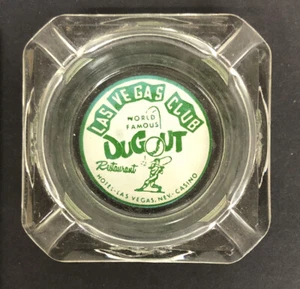 LAS VEGAS CLUB
WORLD
FAMOUS
DUGOUT
Restaurant
HOTEL-LAS VEGAS, NEV.-CASINO